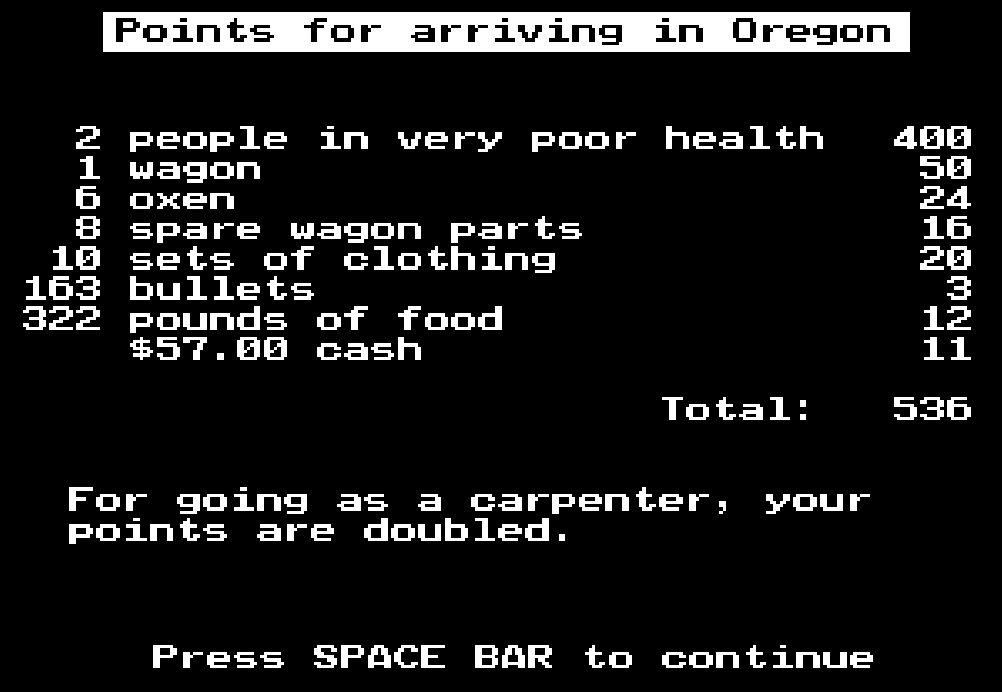 Points for arriving in Oregon
2 people in very poor health 400
1 wagon 50
6 oxen 24
8 spare wagon parts 16
10 sets of clothing 20
163 bullets 3
322 pounds of food 12
$57.00 cash 11
Total: 536
For going as a carpenter, your
points are doubled.
Press SPACE BAR to continue